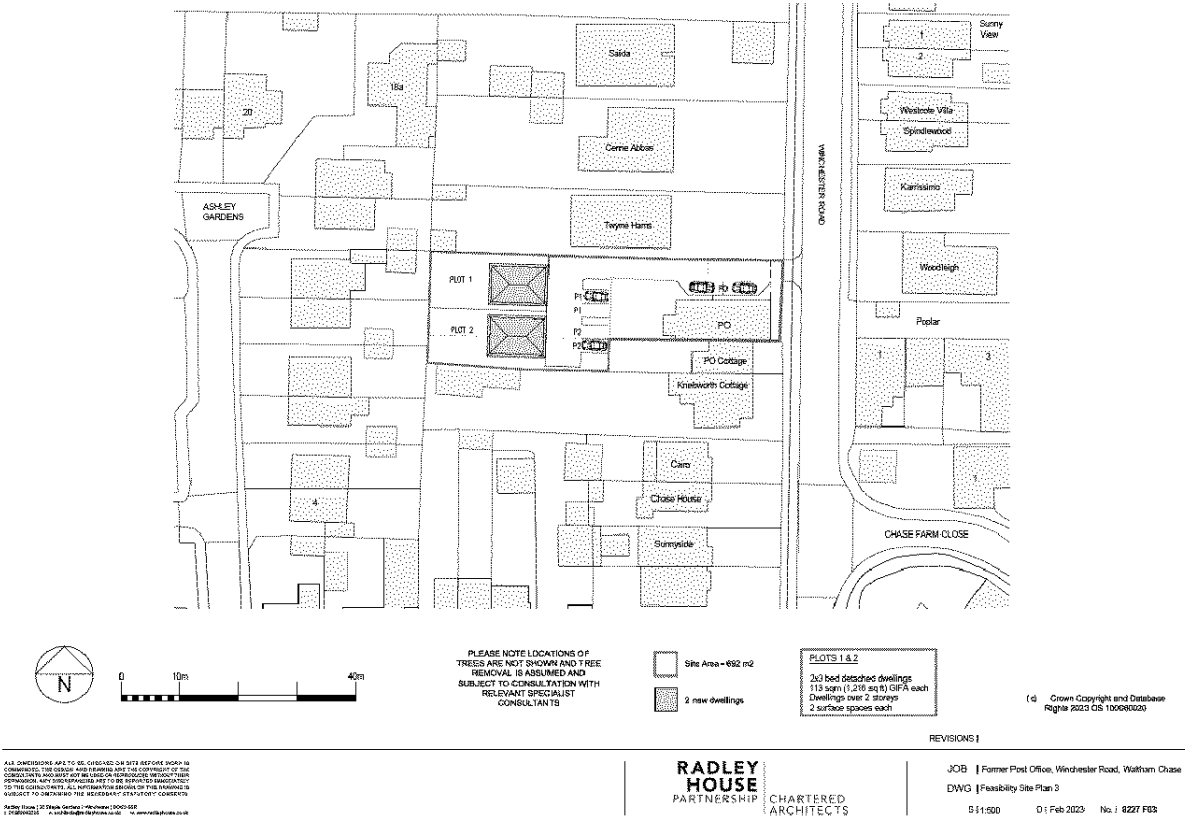 Sunny
View
1
2
Saida
18a
20
Westcote Villa
Spindlewood
Cerne Abbas
WINCHESTER ROAD
Karrissimo
ASHLEY
GARDENS
Twyne Hams
Woodleigh
PLOT 1
P1
PO
P1
Poplar
PLOT 2
P2
PO
P2
1
3
PO Cottage
Knebworth Cottage
Cairo
1
Chase House
4
CHASE FARM CLOSE
Sunnyside
N
0
10m
40m
PLEASE NOTE LOCATIONS OF
TREES ARE NOT SHOWN AND TREE
REMOVAL IS ASSUMED AND
SUBJECT TO CONSULTATION WITH
RELEVANT SPECIALIST
CONSULTANTS
Site Area - 692 m2
2 new dwellings
PLOTS 1 & 2
2x3 bed detached dwellings
113 sqm (1,216 sq ft) GIFA each
Dwellings over 2 storeys
2 surface spaces each
(c) Crown Copyright and Database
Rights 2023 OS
REVISIONS |
RADLEY
HOUSE
PARTNERSHIP
CHARTERED
ARCHITECTS
JOB | Former Post Office, Winchester Road, Waltham Chase
DWG | Feasibility Site Plan 3
S | 1:500 D | Feb 2023 No. | 8227 F03